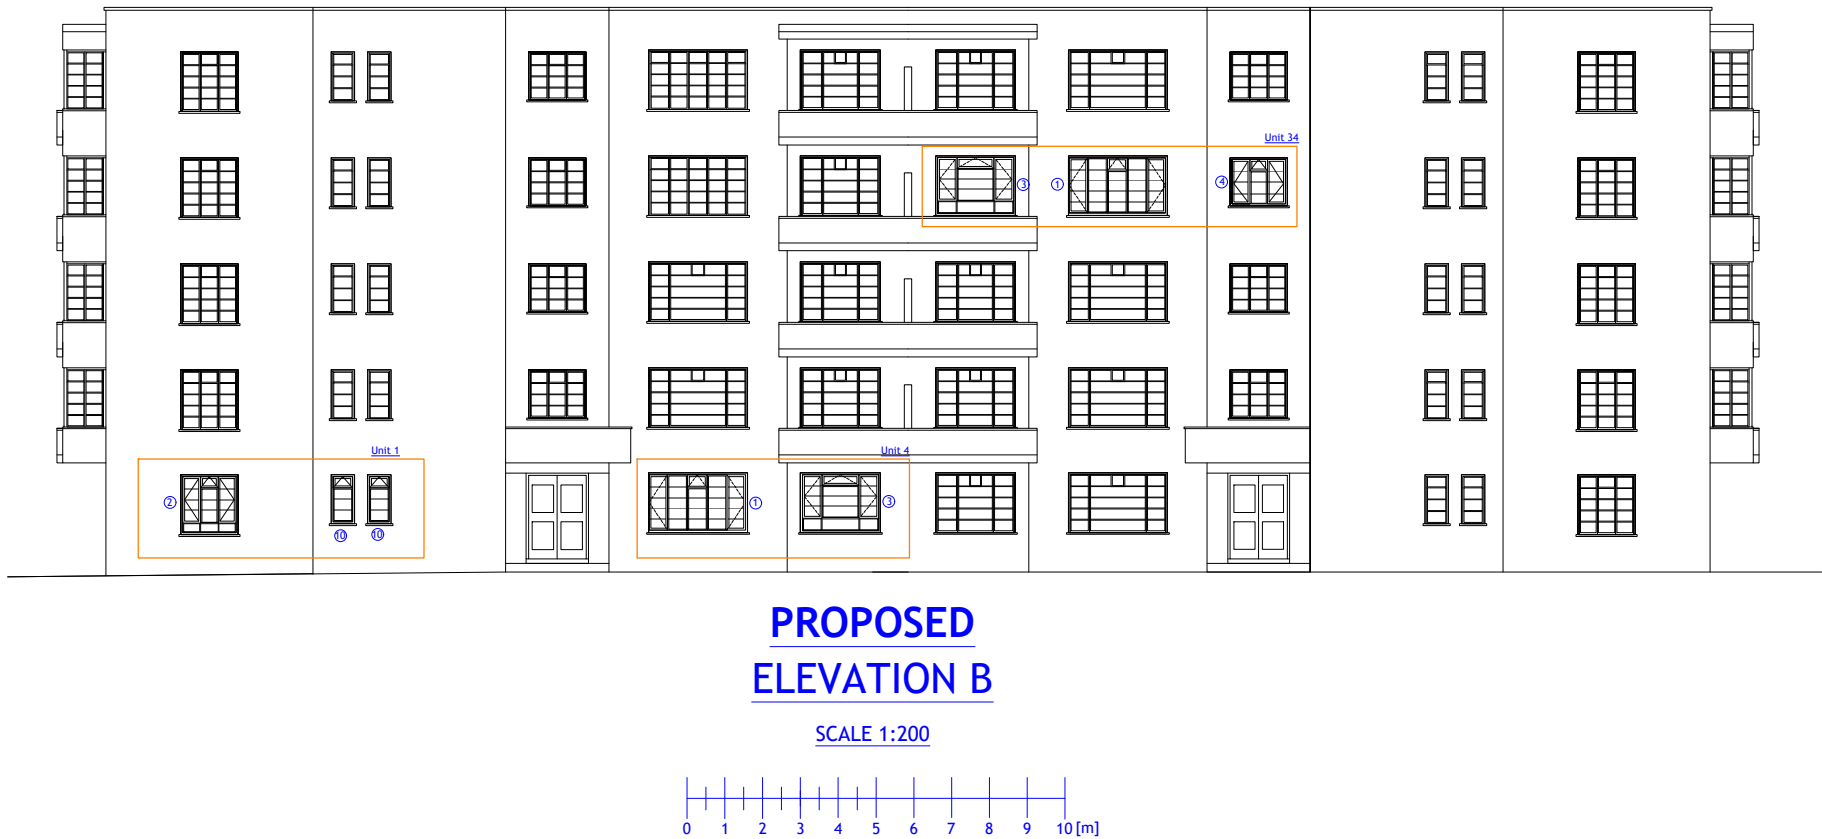 Unit 34
3
1
4
Unit 1
Unit 4
2
10
10
1
3
PROPOSED
ELEVATION B
SCALE 1:200
0 1 2 3 4 5 6 7 8 9 10 [m]